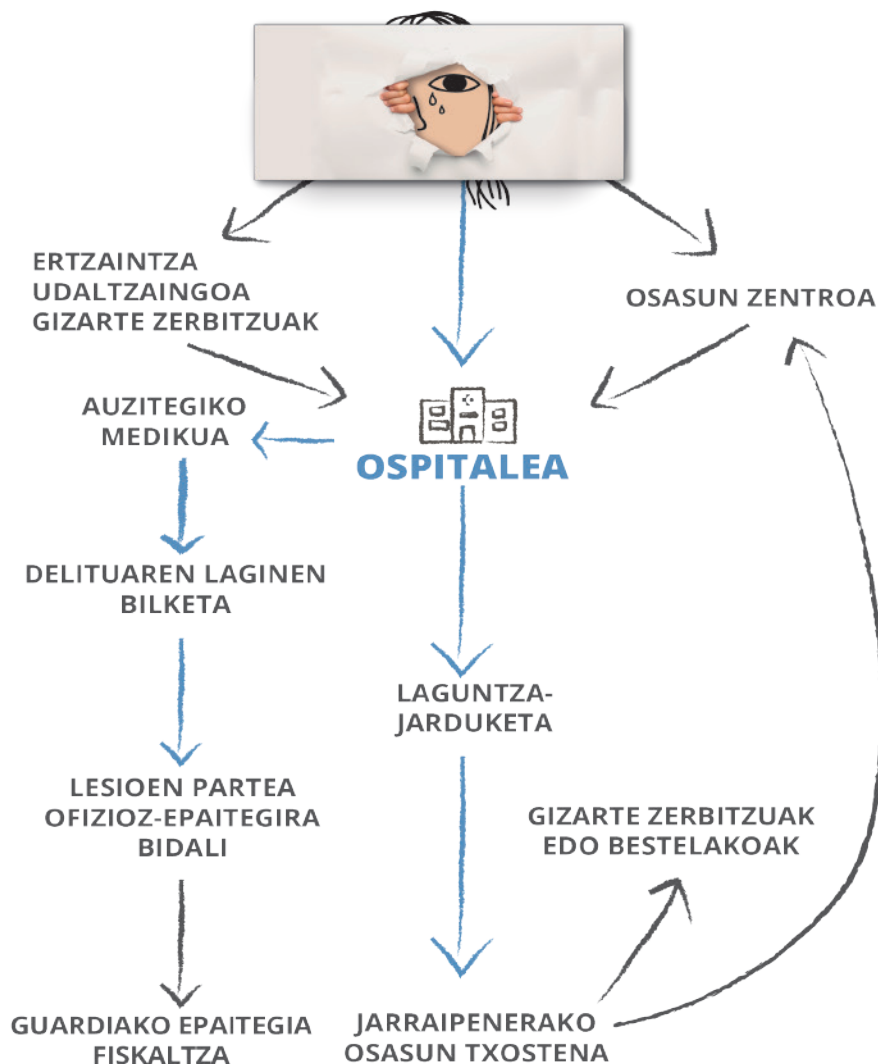 ERTZAINTZA
UDALTZAINGOA
GIZARTE ZERBITZUAK
OSASUN ZENTROA
AUZITEGIKO
MEDIKUA
OSPITALEA
DELITUAREN LAGINEN
BILKETA
LAGUNTZA-
JARDUKETA
LESIOEN PARTEA
OFIZIOZ-EPAITEGIRA
BIDALI
GIZARTE ZERBITZUAK
EDO BESTELAKOAK
GUARDIAKO EPAITEGIA
FISKALTZA
JARRAIPENERAKO
OSASUN TXOSTENA